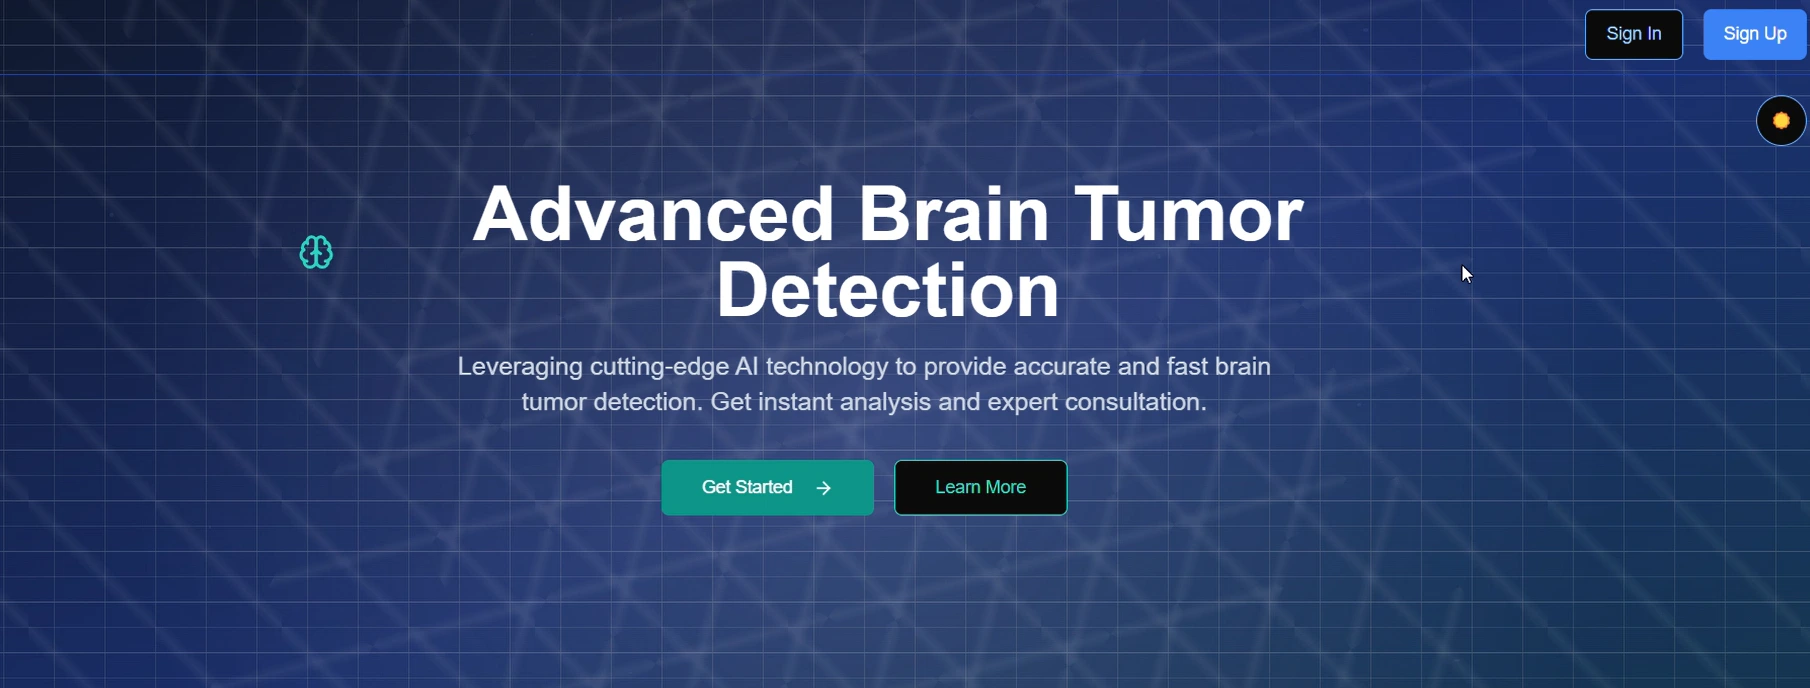 Sign In
Sign Up
Advanced Brain Tumor
Detection
Leveraging cutting-edge AI technology to provide accurate and fast brain
tumor detection. Get instant analysis and expert consultation.
Get Started →
Learn More